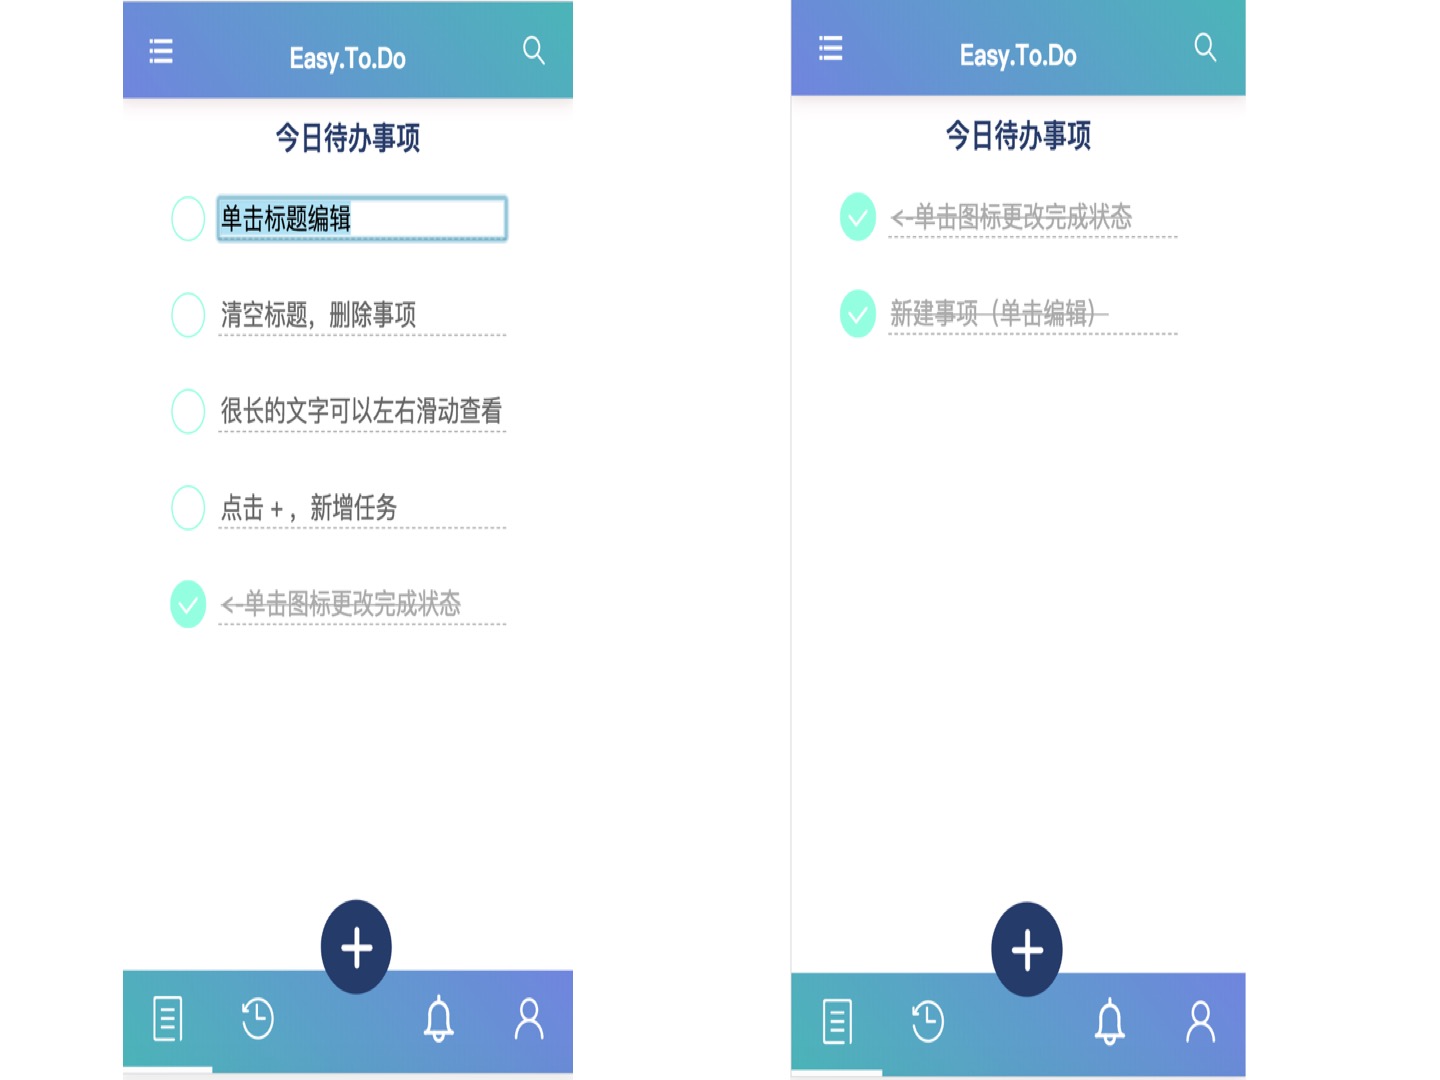 Easy.To.Do
今日待办事项
单击标题编辑
清空标题，删除事项
很长的文字可以左右滑动查看
点击 + ，新增任务
<-单击图标更改完成状态
Easy.To.Do
今日待办事项
<-单击图标更改完成状态
新建事项（单击编辑）